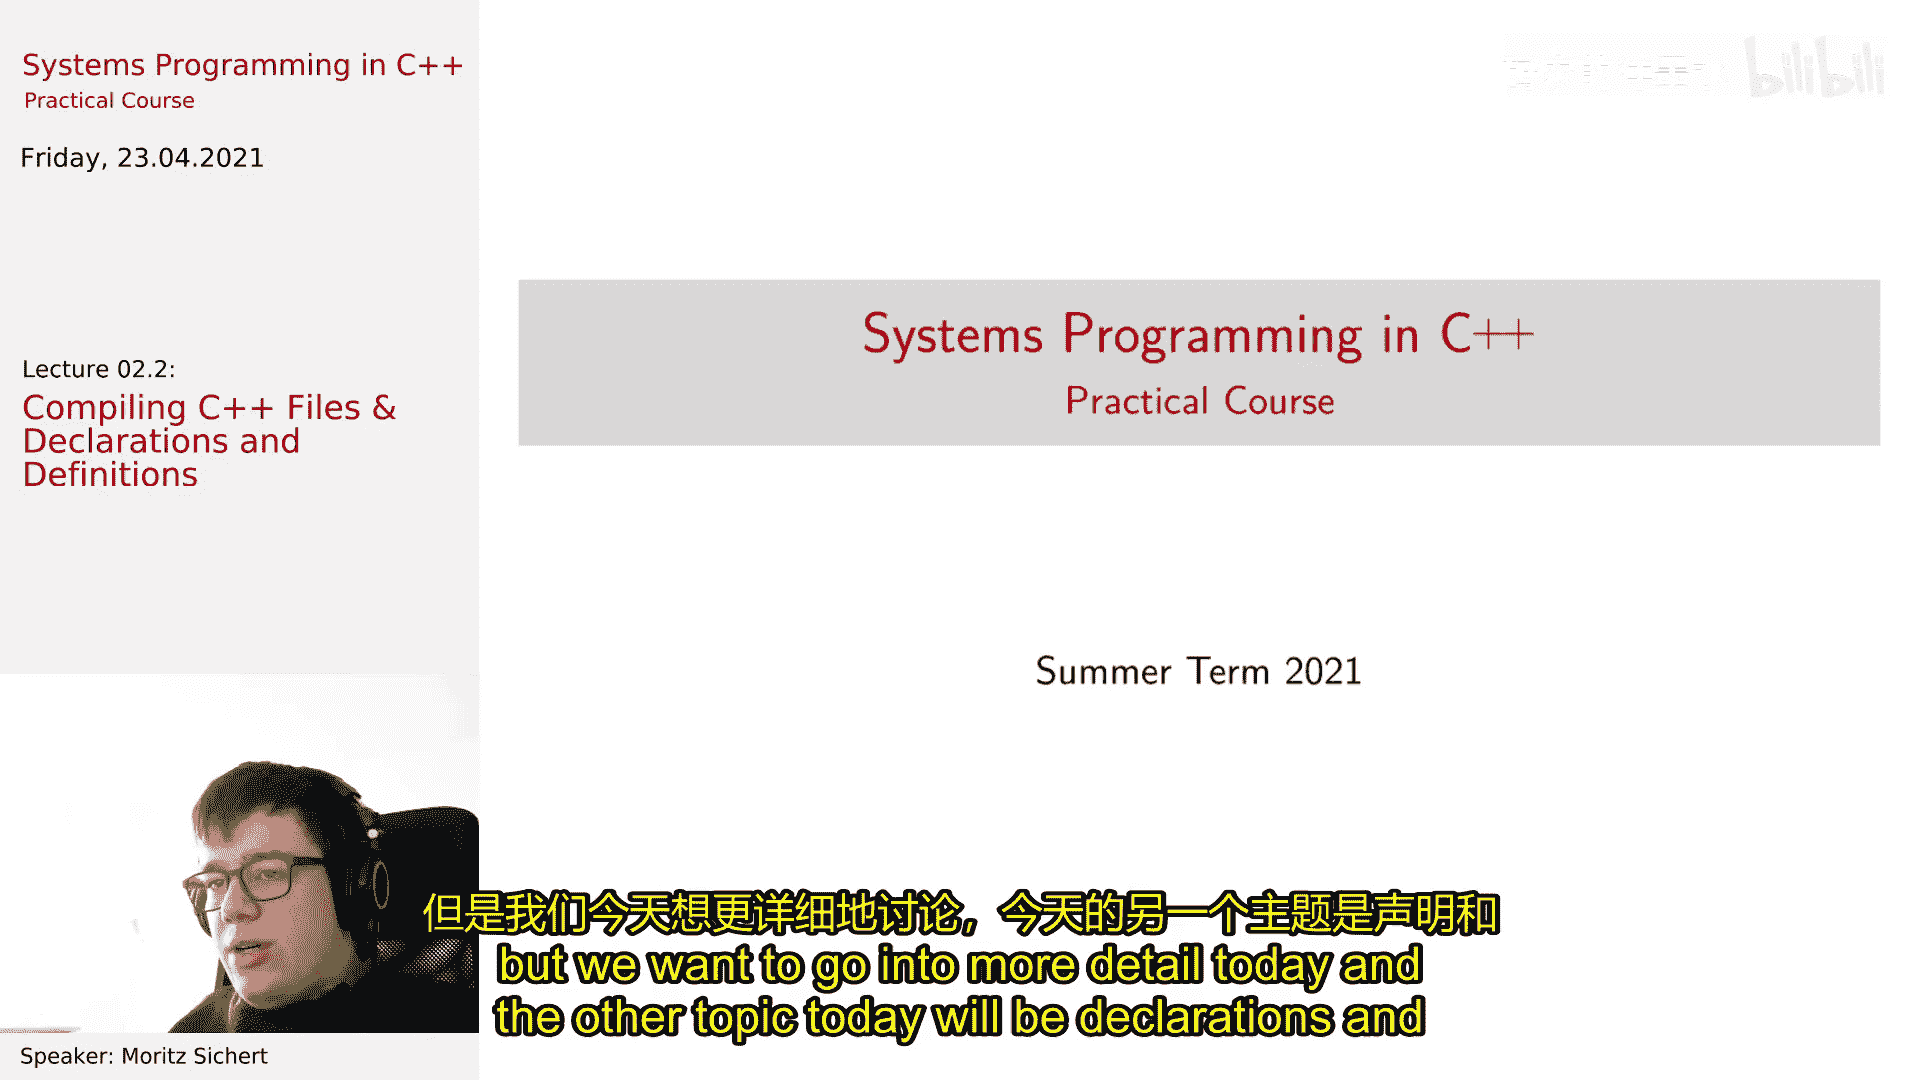 Systems Programming in C++
Practical Course
Friday, 23.04.2021
Lecture 02.2:
Compiling C++ Files &
Declarations and
Definitions
Speaker: Moritz Sichert
bilibili
Systems Programming in C++
Practical Course
Summer Term 2021
但是我们今天想更详细地讨论，今天的另一个主题是声明和
but we want to go into more detail today and
the other topic today will be declarations and